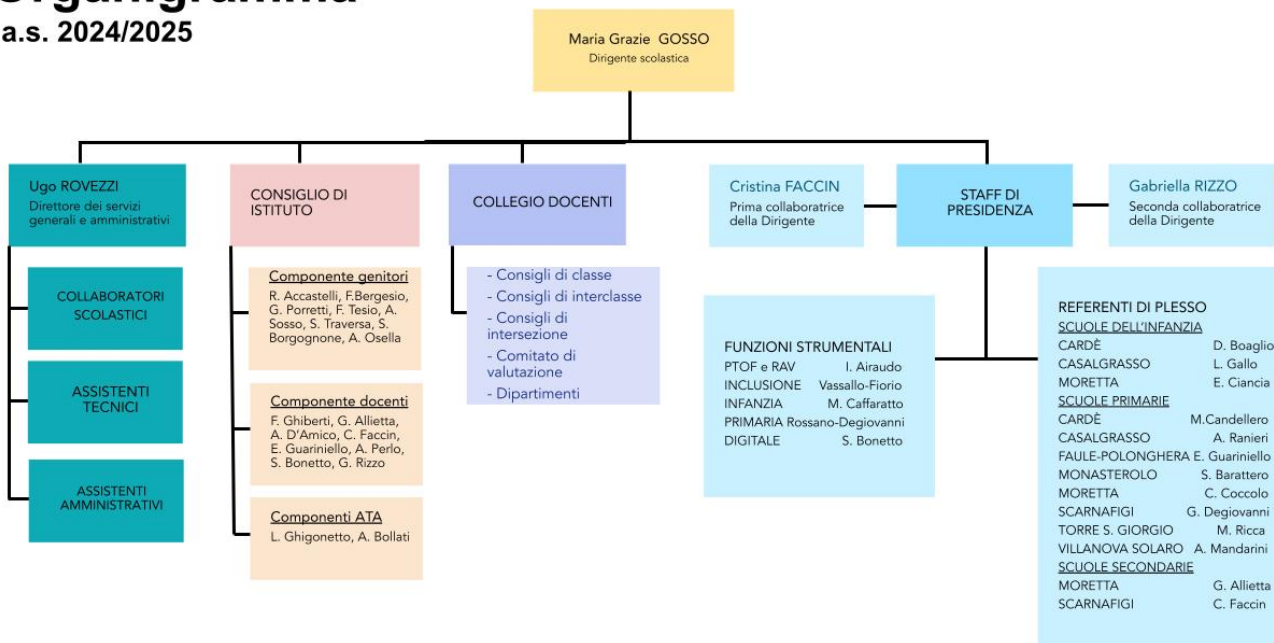 Organigramma
a.s. 2024/2025
Maria Grazie GOSSO
Dirigente scolastica
Ugo ROVEZZI
Direttore dei servizi
generali e amministrativi
COLLABORATORI
SCOLASTICI
ASSISTENTI
TECNICI
ASSISTENTI
AMMINISTRATIVI
CONSIGLIO DI
ISTITUTO
Componente genitori
R. Accastelli, F.Bergesio,
G. Porretti, F. Tesio, A.
Sosso, S. Traversa, S.
Borgognone, A. Osella
Componente docenti
F. Ghiberti, G. Allietta,
A. D'Amico, C. Faccin,
E. Guariniello, A. Perlo,
S. Bonetto, G. Rizzo
Componenti ATA
L. Ghigonetto, A. Bollati
COLLEGIO DOCENTI
- Consigli di classe
- Consigli di interclasse
- Consigli di
intersezione
- Comitato di
valutazione
- Dipartimenti
Cristina FACCIN
Prima collaboratrice
della Dirigente
STAFF DI
PRESIDENZA
Gabriella RIZZO
Seconda collaboratrice
della Dirigente
FUNZIONI STRUMENTALI
PTOF e RAV I. Airaudo
INCLUSIONE Vassallo-Fiorio
INFANZIA M. Caffaratto
PRIMARIA Rossano-Degiovanni
DIGITALE S. Bonetto
REFERENTI DI PLESSO
SCUOLE DELL'INFANZIA
CARDÈ D. Boaglio
CASALGRASSO L. Gallo
MORETTA E. Ciancia
SCUOLE PRIMARIE
CARDÈ M.Candellero
CASALGRASSO A. Ranieri
FAULE-POLONGHERA E. Guariniello
MONASTEROLO S. Barattero
MORETTA C. Coccolo
SCARNAFIGI G. Degiovanni
TORRE S. GIORGIO M. Ricca
VILLANOVA SOLARO A. Mandarini
SCUOLE SECONDARIE
MORETTA G. Allietta
SCARNAFIGI C. Faccin